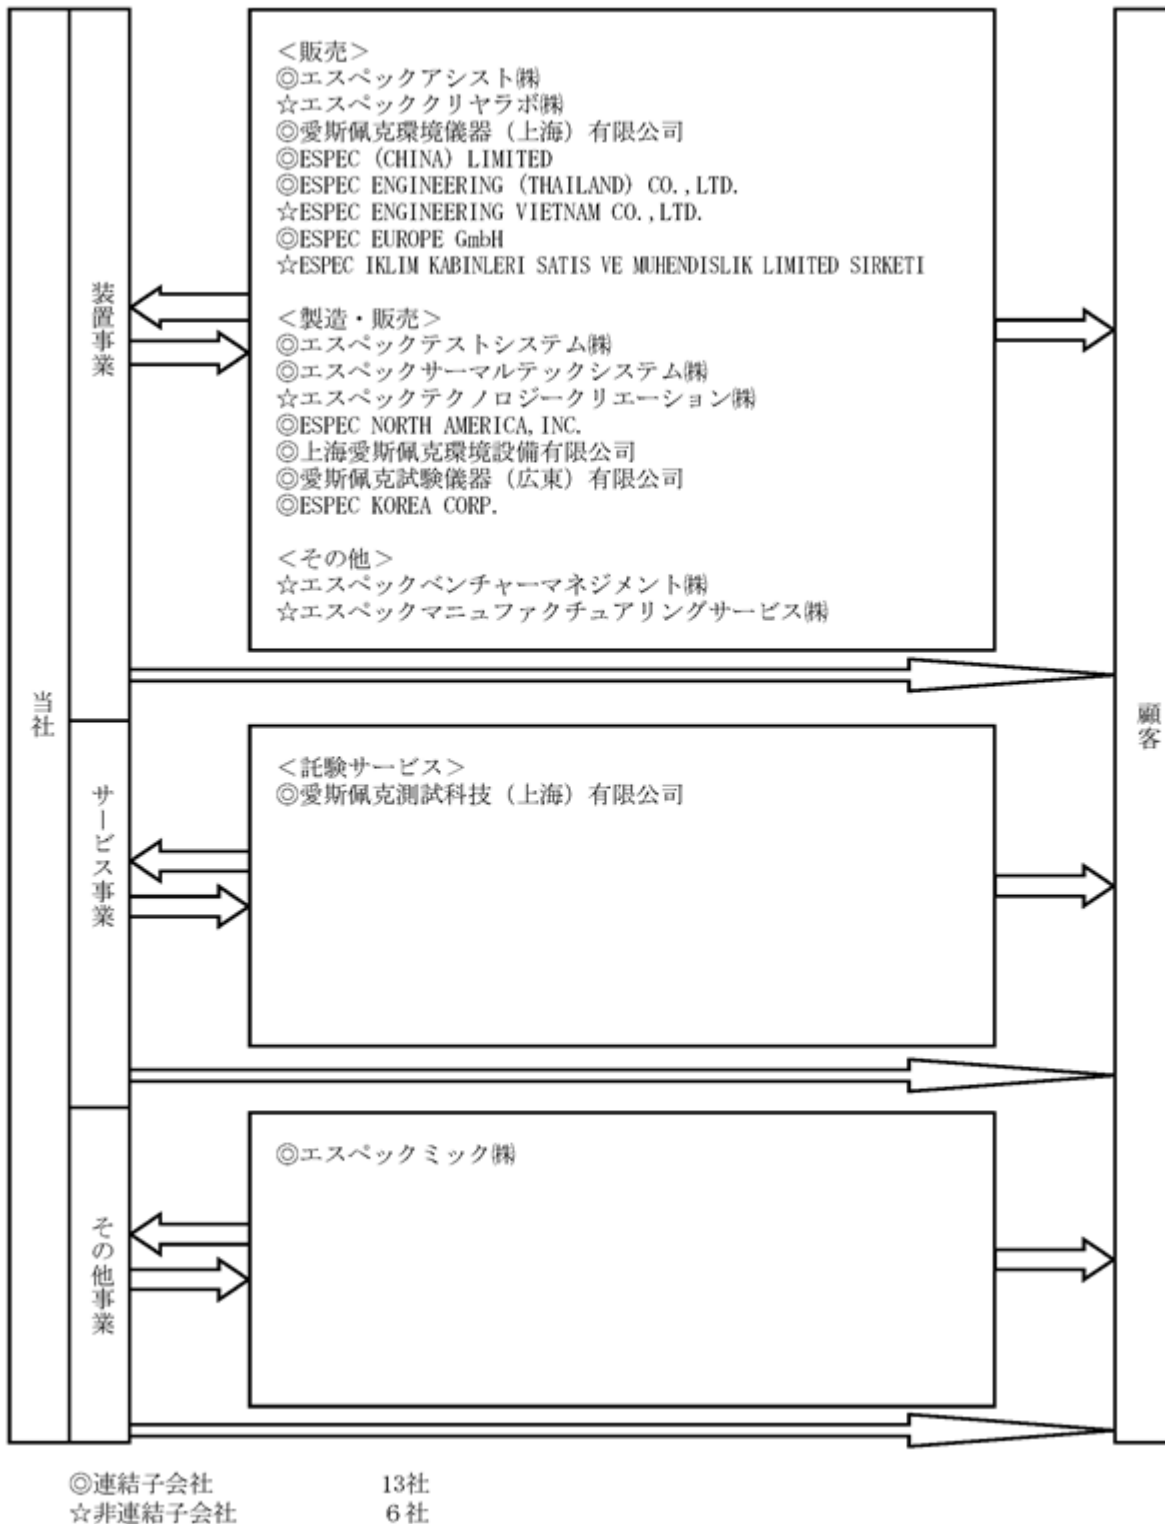 当社
装置事業
＜販売＞
◎エスペックアシスト㈱
☆エスペッククリヤラボ㈱
◎愛斯佩克環境儀器（上海）有限公司
◎ESPEC (CHINA) LIMITED
◎ESPEC ENGINEERING (THAILAND) CO.,LTD.
☆ESPEC ENGINEERING VIETNAM CO.,LTD.
◎ESPEC EUROPE GmbH
☆ESPEC IKLIM KABINLERI SATIS VE MUHENDISLIK LIMITED SIRKETI
＜製造・販売＞
◎エスペックテストシステム㈱
◎エスペックサーマルテックシステム㈱
☆エスペックテクノロジークリエーション㈱
◎ESPEC NORTH AMERICA,INC.
◎上海愛斯佩克環境設備有限公司
◎愛斯佩克試験儀器（広東）有限公司
◎ESPEC KOREA CORP.
＜その他＞
☆エスペックベンチャーマネジメント㈱
☆エスペックマニュファクチュアリングサービス㈱
サービス事業
＜託験サービス＞
◎愛斯佩克測試科技（上海）有限公司
その他事業
◎エスペックミック㈱
顧客
◎連結子会社 13社
☆非連結子会社 6社